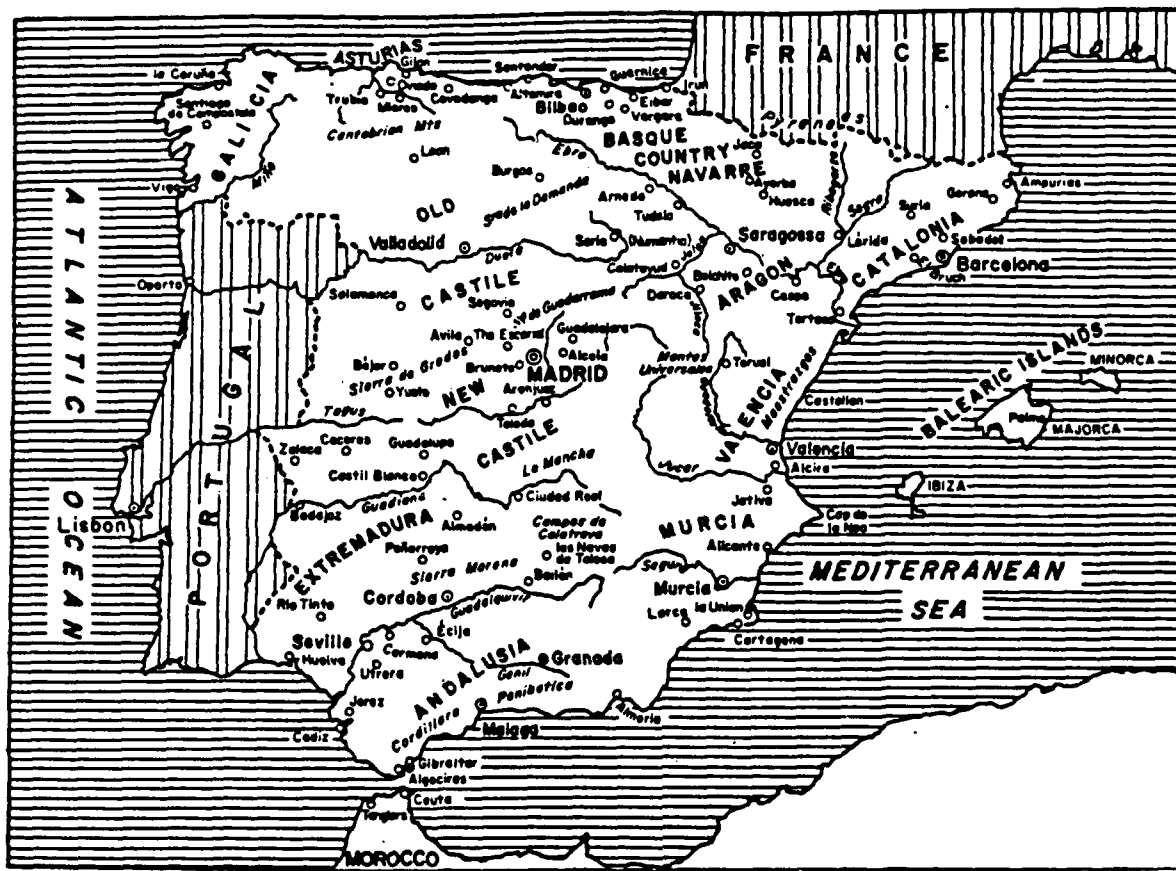 FRANCE
ASTURIAS
Gijon
Santander
Guernica
Irun
la Coruña
Oviedo
Altamira
Trubia
Mieres
Covadonga
Bilbao
Eibar
Durango
Vergara
Santiago
de Compostela
GALICIA
Cantabrian Mts
Pyrenees
BASQUE
COUNTRY
NAVARRE
Jaca
Leon
Ebro
Burgos
Ayerbe
Huesca
Ribagorza
Segre
Gerona
Ampurias
Vigo
Miño
Sra de la Demanda
Arnedo
Tudela
OLD
Valladolid
Duero
Soria
(Numantia)
Saragossa
Lérida
CATALONIA
Sabadel
Barcelona
Bruch
Calatayud
Jalon
Belchite
ARAGON
Caspe
Oporto
Salamanca
CASTILE
Segovia
Sra de Guadarrama
Daroca
Tortosa
Avila
The Escorial
Guadalajara
Alcala
Béjar
Sierra de Gredos
Brunete
MADRID
Montes
Universales
Teruel
Yuste
NEW
Aranjuez
VALENCIA
Maestrazgo
Castellon
BALEARIC ISLANDS
MINORCA
Palma
MAJORCA
Tagus
Toledo
PORTUGAL
Zalaca
Caceres
Guadalupe
CASTILE
Valencia
Alcira
Castil Blanco
La Mancha
Jucar
IBIZA
Lisbon
Badajoz
Guadiana
Ciudad Real
Jativa
Cap de
la Nao
EXTREMADURA
Almadén
Campos de
Calatrava
MURCIA
Alicante
Peñarroya
las Navas
de Tolosa
Sierra Morena
Bailén
Segura
MEDITERRANEAN
SEA
Rio Tinto
Cordoba
Guadalquivir
Murcia
Lorca
la Union
Cartagena
Seville
Ecija
Carmona
Huelva
Utrera
ANDALUSIA
Granada
Genil
Penibetica
Jerez
Cordillera
Almeria
Cadiz
Malaga
Gibraltar
Algeciras
Ceuta
Tangiers
MOROCCO
ATLANTIC OCEAN